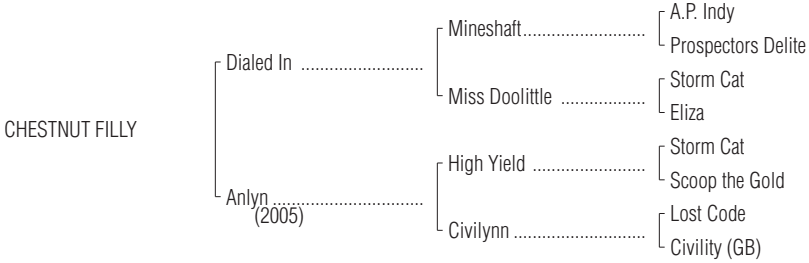 A.P. Indy
Mineshaft..........................
Prospectors Delite
Dialed In ..........................
Storm Cat
Miss Doolittle ..................
Eliza
CHESTNUT FILLY
Storm Cat
High Yield ........................
Scoop the Gold
Anlyn ................................
(2005)
Lost Code
Civilynn ............................
Civility (GB)